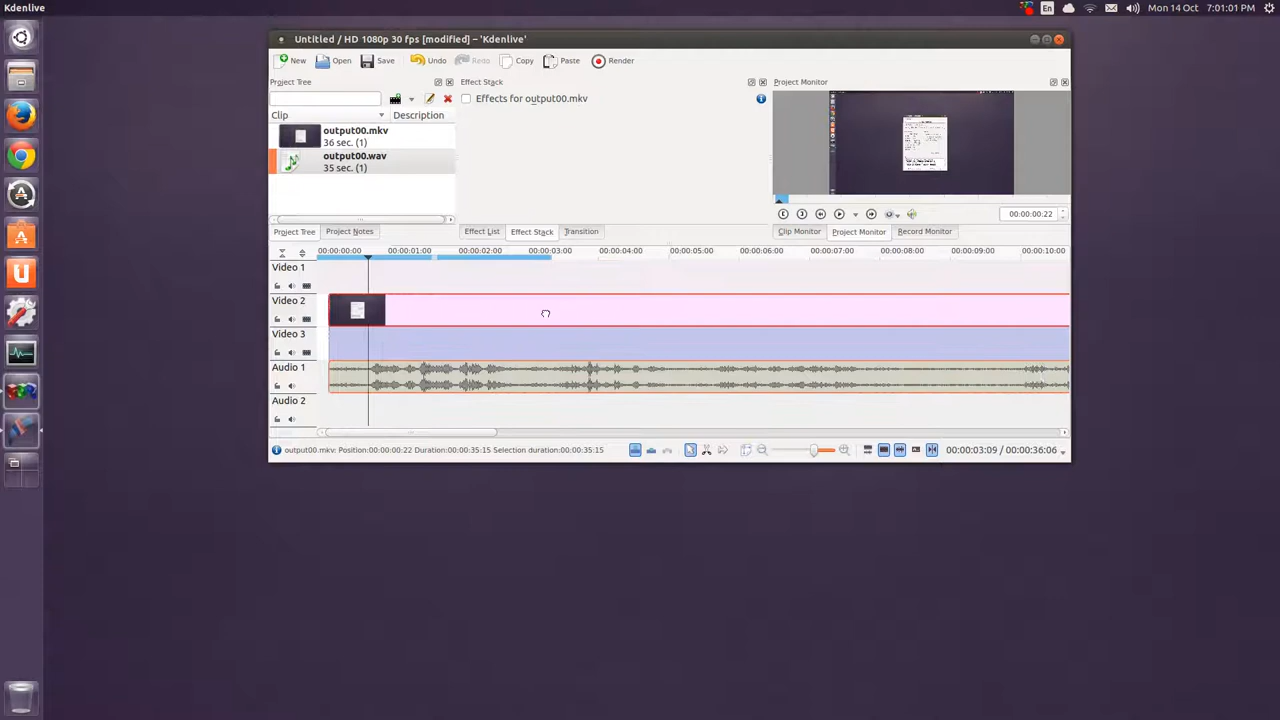 Kdenlive
En
Mon 14 Oct
7:01:01 PM
Untitled / HD 1080p 30 fps [modified] – 'Kdenlive'
New
Open
Save
Undo
Redo
Copy
Paste
Render
Project Tree
Effect Stack
Project Monitor
Effects for output00.mkv
Clip
Description
output00.mkv
36 sec. (1)
output00.wav
35 sec. (1)
00:00:00:22
Project Tree
Project Notes
Effect List
Effect Stack
Transition
Clip Monitor
Project Monitor
Record Monitor
00:00:00:00
00:00:01:00
00:00:02:00
00:00:03:00
00:00:04:00
00:00:05:00
00:00:06:00
00:00:07:00
00:00:08:00
00:00:09:00
00:00:10:00
Video 1
Video 2
Video 3
Audio 1
Audio 2
output00.mkv: Position:00:00:00:22 Duration:00:00:35:15 Selection duration:00:00:35:15
00:00:03:09 / 00:00:36:06